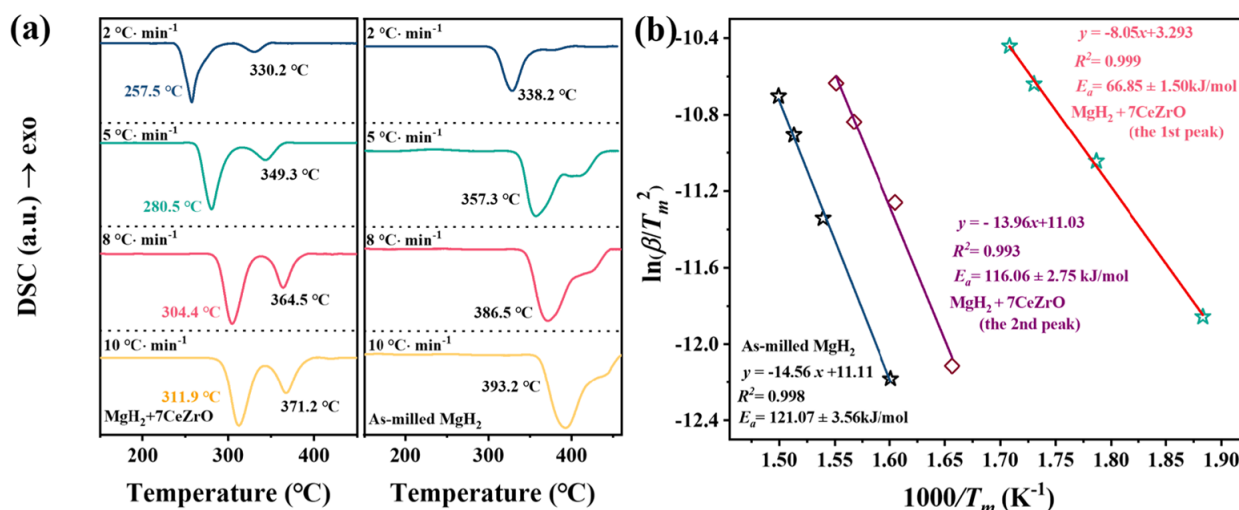 (a)
DSC (a.u.) → exo
2 °C· min⁻¹
257.5 °C
330.2 °C
5 °C· min⁻¹
280.5 °C
349.3 °C
8 °C· min⁻¹
304.4 °C
364.5 °C
10 °C· min⁻¹
311.9 °C
371.2 °C
MgH₂+7CeZrO
200 300 400
Temperature (°C)
2 °C· min⁻¹
338.2 °C
5 °C· min⁻¹
357.3 °C
8 °C· min⁻¹
386.5 °C
10 °C· min⁻¹
393.2 °C
As-milled MgH₂
200 300 400
Temperature (°C)
(b)
ln(β/Tₘ²)
-10.4
-10.8
-11.2
-11.6
-12.0
-12.4
y = -8.05x+3.293
R²= 0.999
Eₐ= 66.85 ± 1.50kJ/mol
MgH₂ + 7CeZrO
(the 1st peak)
y = - 13.96x+11.03
R²= 0.993
Eₐ= 116.06 ± 2.75 kJ/mol
MgH₂ + 7CeZrO
(the 2nd peak)
As-milled MgH₂
y = -14.56 x +11.11
R²= 0.998
Eₐ= 121.07 ± 3.56kJ/mol
1.50 1.55 1.60 1.65 1.70 1.75 1.80 1.85 1.90
1000/Tₘ (K⁻¹)